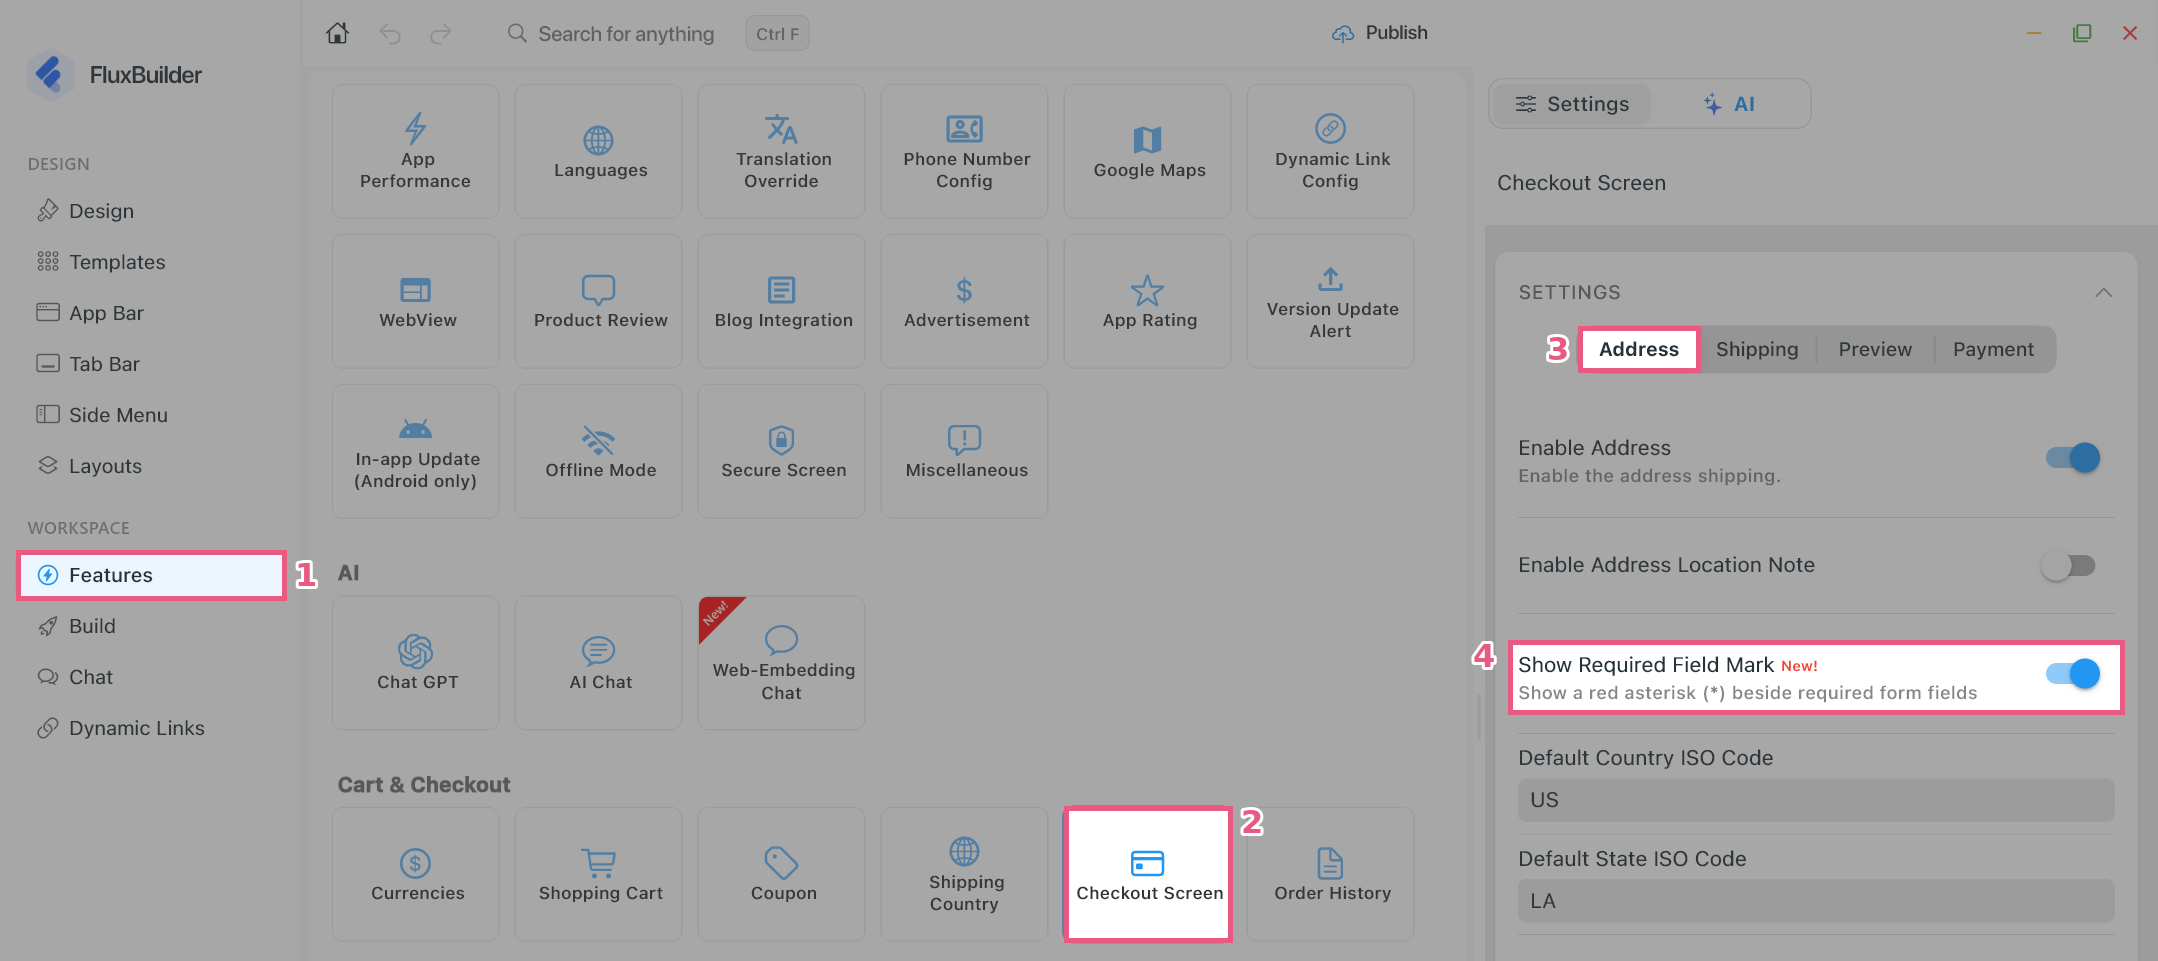 FluxBuilder
Search for anything
Ctrl F
Publish
DESIGN
Design
Templates
App Bar
Tab Bar
Side Menu
Layouts
WORKSPACE
Features
1
Build
Chat
Dynamic Links
App
Performance
Languages
Translation
Override
Phone Number
Config
Google Maps
Dynamic Link
Config
WebView
Product Review
Blog Integration
$
Advertisement
App Rating
Version Update
Alert
In-app Update
(Android only)
Offline Mode
Secure Screen
Miscellaneous
AI
Chat GPT
AI Chat
New!
Web-Embedding
Chat
Cart & Checkout
Currencies
Shopping Cart
Coupon
Shipping
Country
Checkout Screen
2
Order History
Settings
AI
Checkout Screen
SETTINGS
3
Address
Shipping
Preview
Payment
Enable Address
Enable the address shipping.
Enable Address Location Note
4
Show Required Field Mark New!
Show a red asterisk (*) beside required form fields
Default Country ISO Code
US
Default State ISO Code
LA